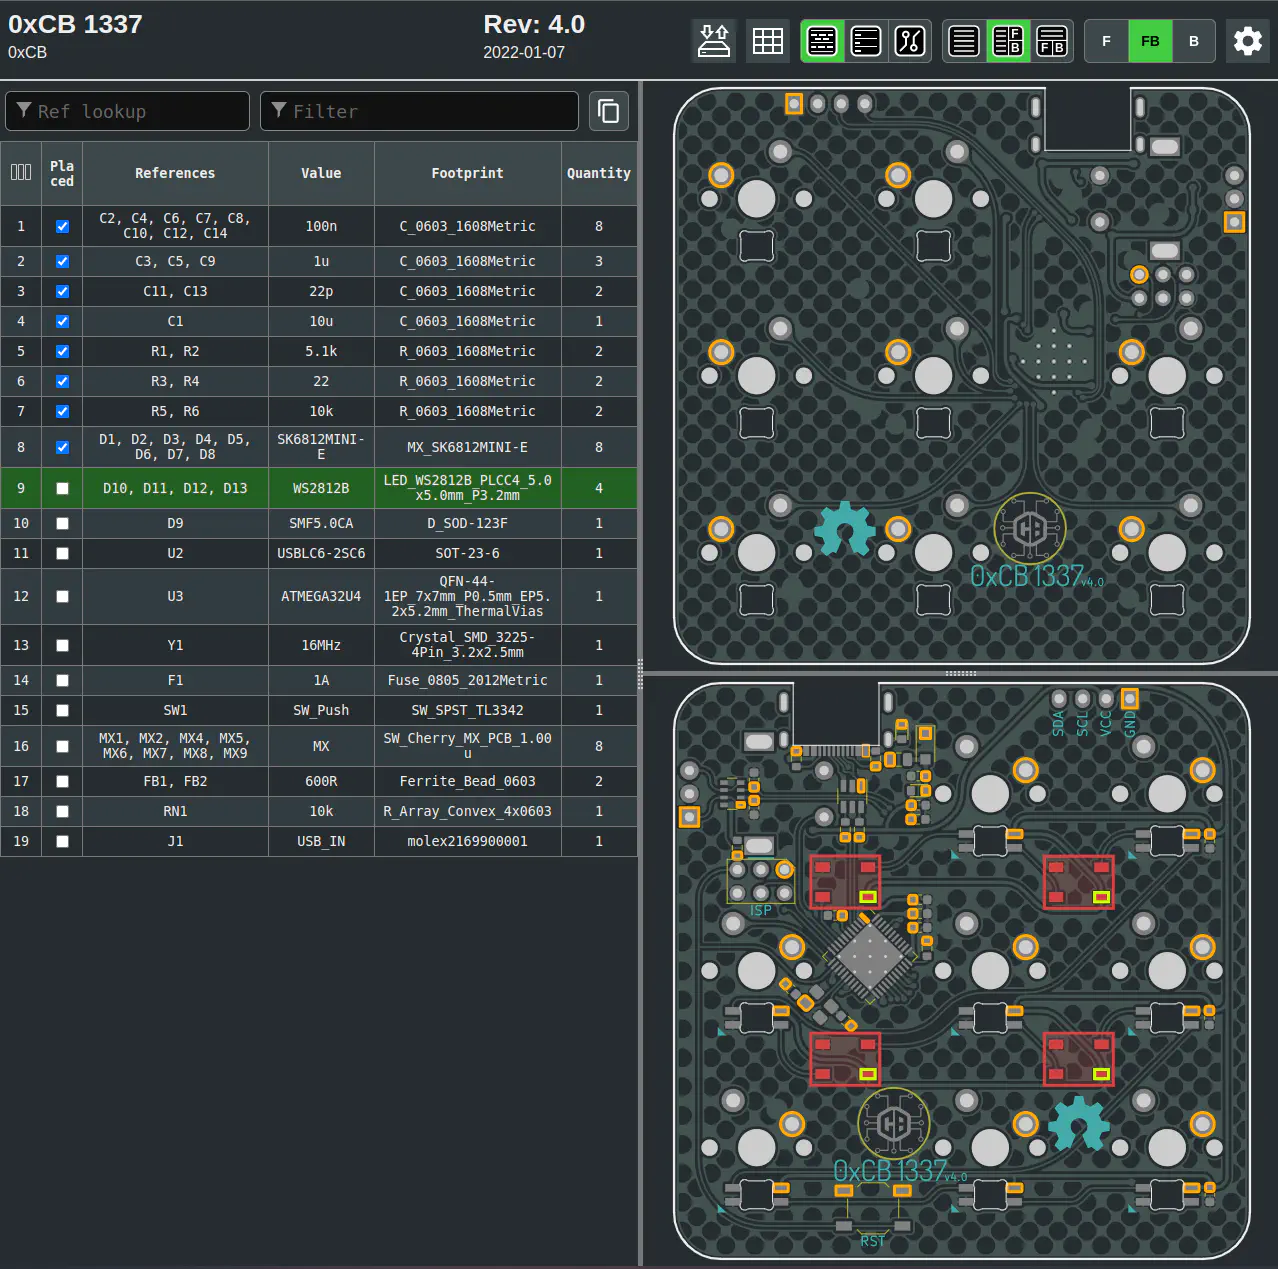 0xCB 1337
0xCB
Rev: 4.0
2022-01-07
F
B
F B
F
FB
B
Ref lookup
Filter
Pla
ced
References
Value
Footprint
Quantity
1
C2, C4, C6, C7, C8,
C10, C12, C14
100n
C_0603_1608Metric
8
2
C3, C5, C9
1u
C_0603_1608Metric
3
3
C11, C13
22p
C_0603_1608Metric
2
4
C1
10u
C_0603_1608Metric
1
5
R1, R2
5.1k
R_0603_1608Metric
2
6
R3, R4
22
R_0603_1608Metric
2
7
R5, R6
10k
R_0603_1608Metric
2
8
D1, D2, D3, D4, D5,
D6, D7, D8
SK6812MINI-
E
MX_SK6812MINI-E
8
9
D10, D11, D12, D13
WS2812B
LED_WS2812B_PLCC4_5.0
x5.0mm_P3.2mm
4
10
D9
SMF5.0CA
D_SOD-123F
1
11
U2
USBLC6-2SC6
SOT-23-6
1
12
U3
ATMEGA32U4
QFN-44-
1EP_7x7mm_P0.5mm_EP5.
2x5.2mm_ThermalVias
1
13
Y1
16MHz
Crystal_SMD_3225-
4Pin_3.2x2.5mm
1
14
F1
1A
Fuse_0805_2012Metric
1
15
SW1
SW_Push
SW_SPST_TL3342
1
16
MX1, MX2, MX4, MX5,
MX6, MX7, MX8, MX9
MX
SW_Cherry_MX_PCB_1.00
u
8
17
FB1, FB2
600R
Ferrite_Bead_0603
2
18
RN1
10k
R_Array_Convex_4x0603
1
19
J1
USB_IN
molex2169900001
1
0xCB 1337v4.0
SDA
SCL
VCC
GND
ISP
0xCB 1337v4.0
RST